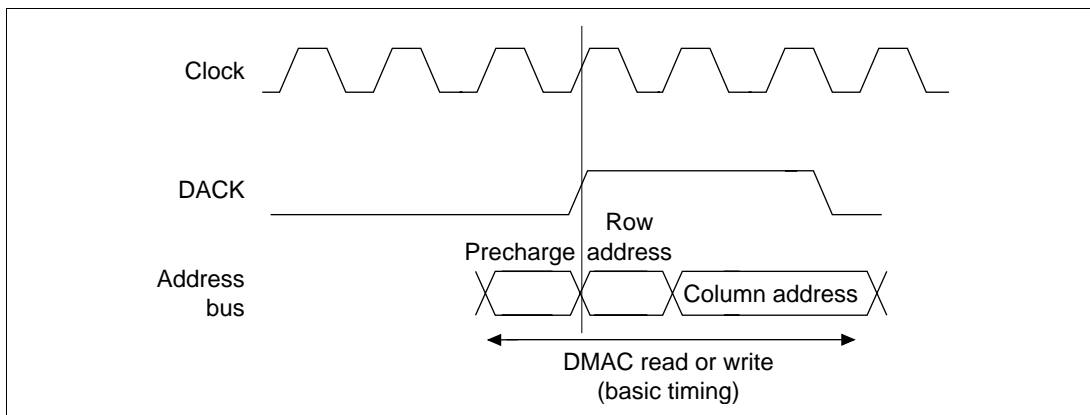 Clock
DACK
Row
Precharge address
Address
bus
Column address
DMAC read or write
(basic timing)